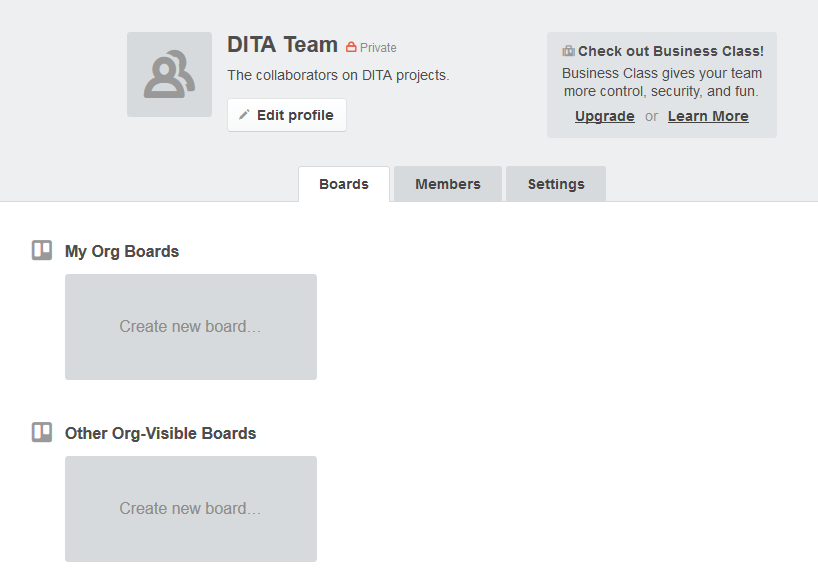 DITA Team Private
The collaborators on DITA projects.
Edit profile
Check out Business Class!
Business Class gives your team
more control, security, and fun.
Upgrade or Learn More
Boards Members Settings
My Org Boards
Create new board…
Other Org-Visible Boards
Create new board…